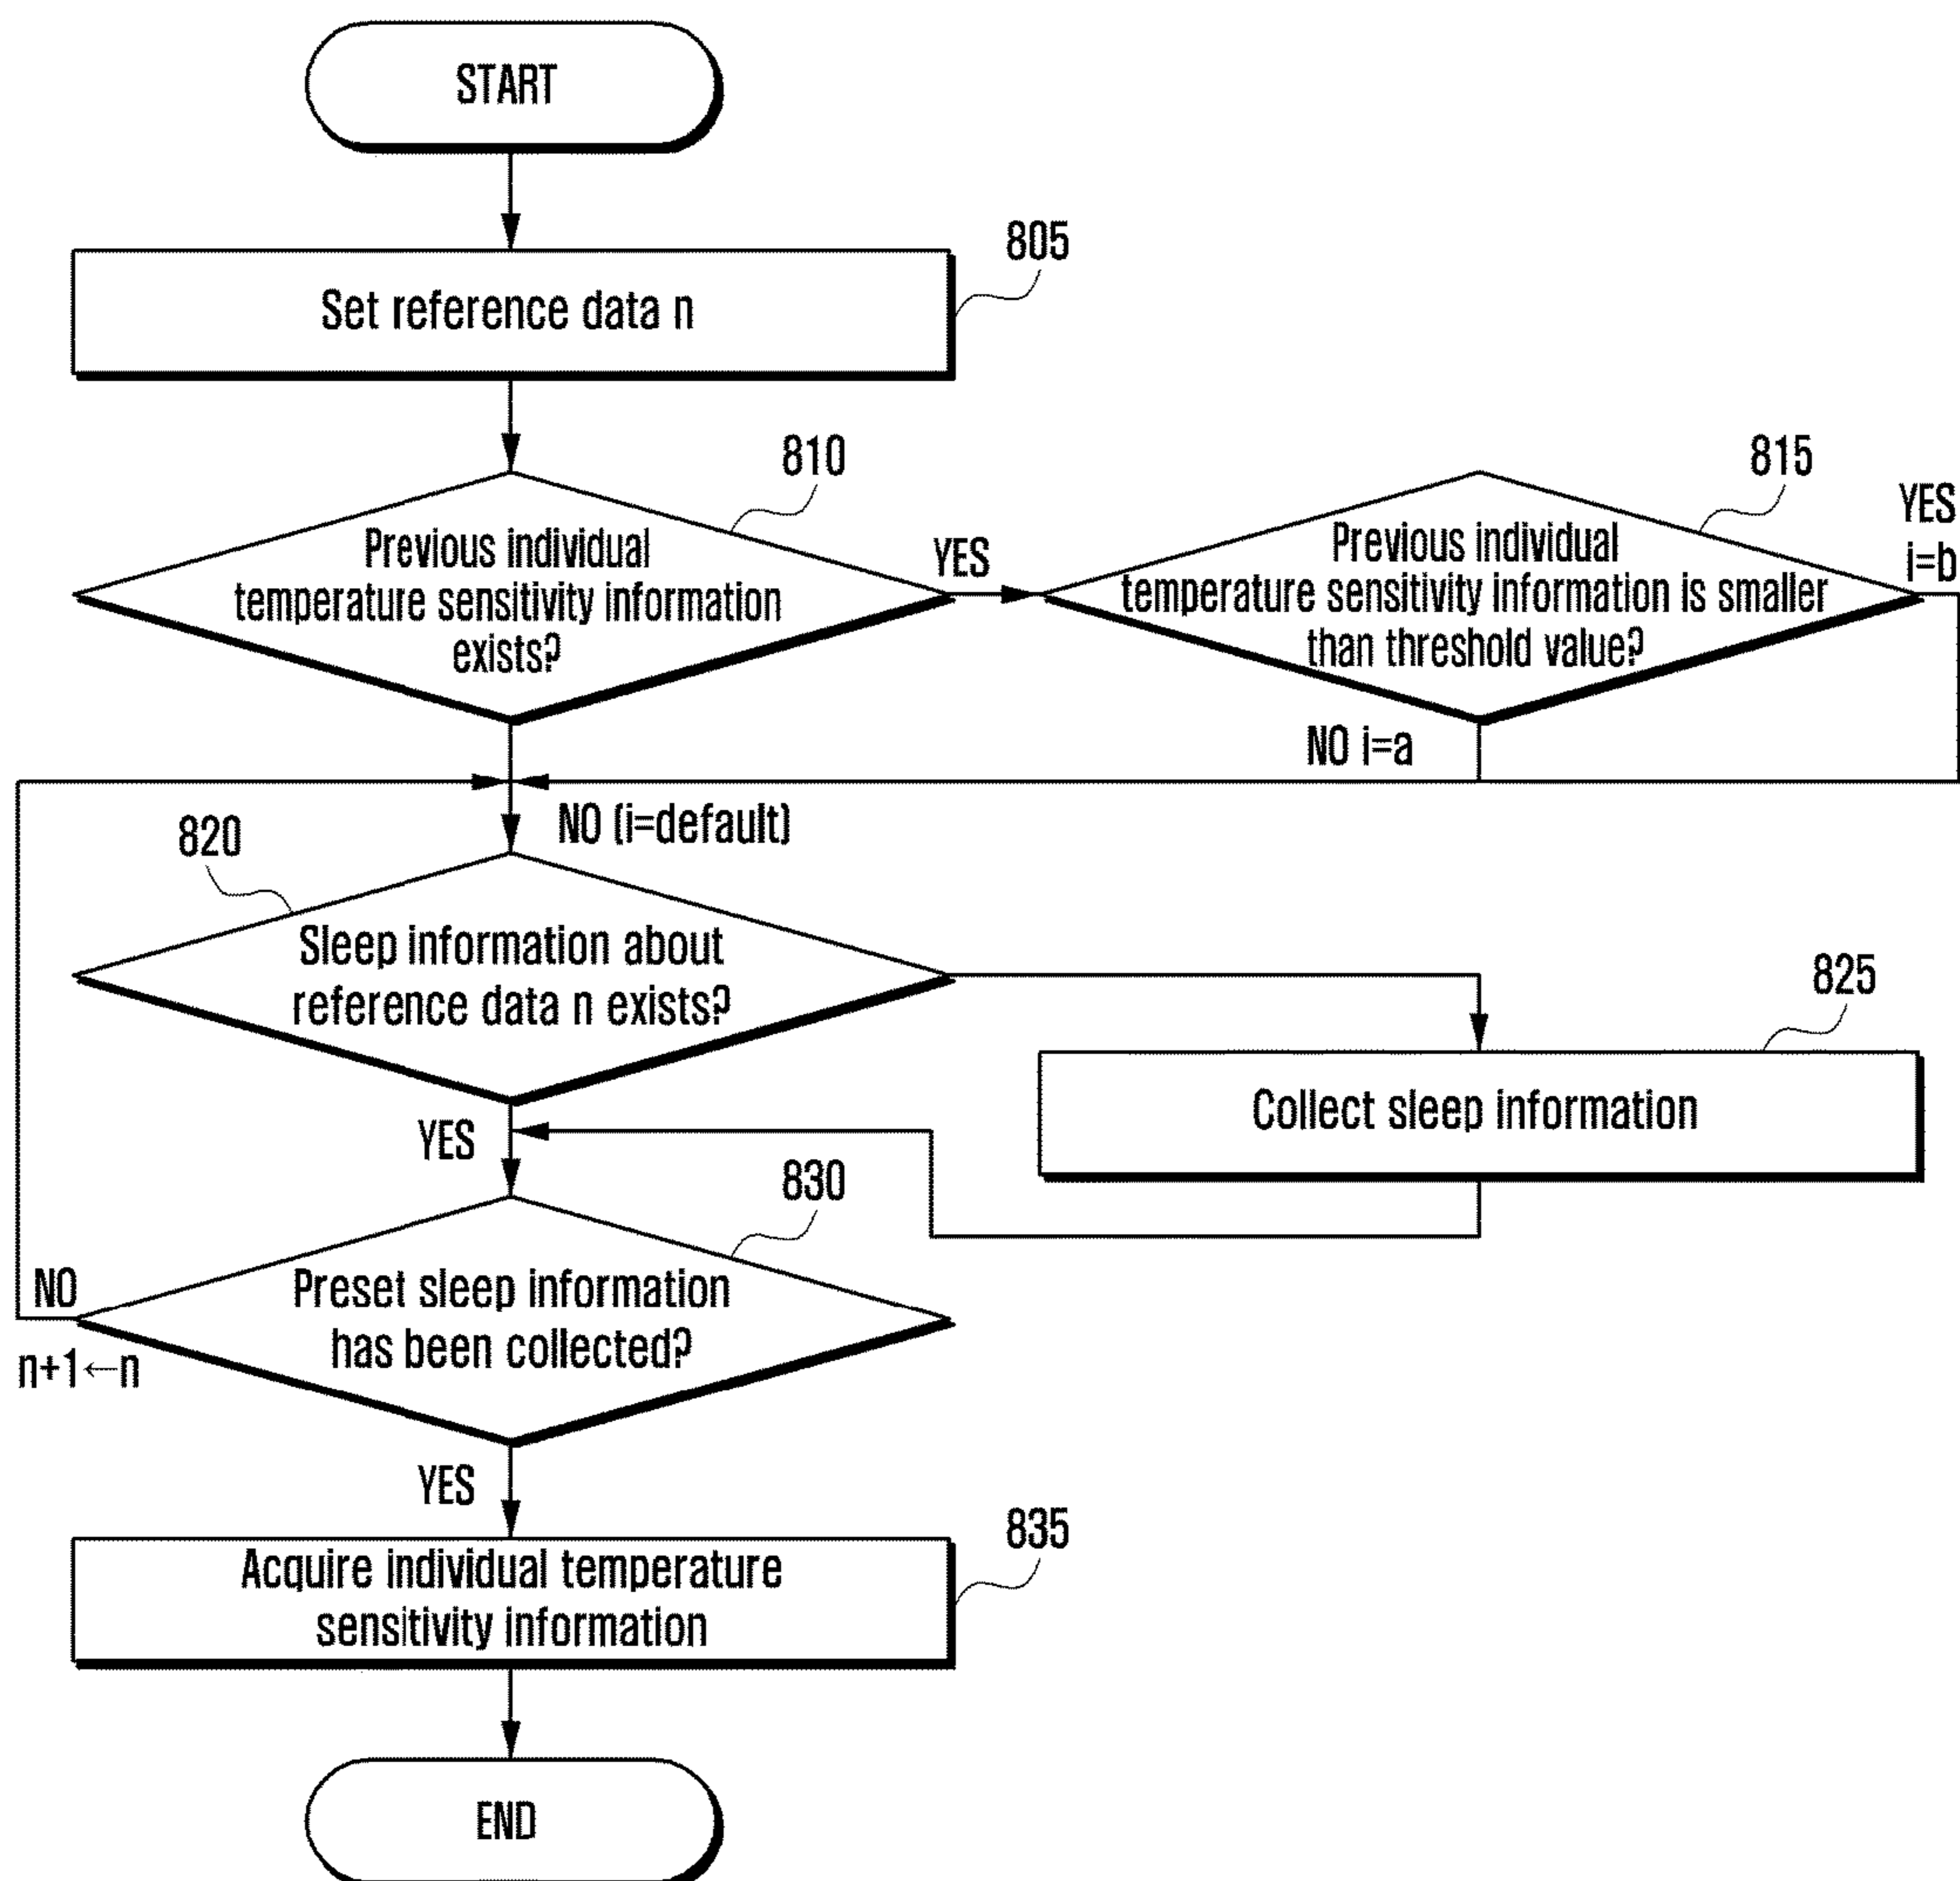 START
805
Set reference data n
810
Previous individual
temperature sensitivity information
exists?
YES
815
Previous individual
temperature sensitivity information is smaller
than threshold value?
YES
i=b
NO i=a
NO (i=default)
820
Sleep information about
reference data n exists?
825
Collect sleep information
YES
830
Preset sleep information
has been collected?
NO
n+1←n
YES
835
Acquire individual temperature
sensitivity information
END